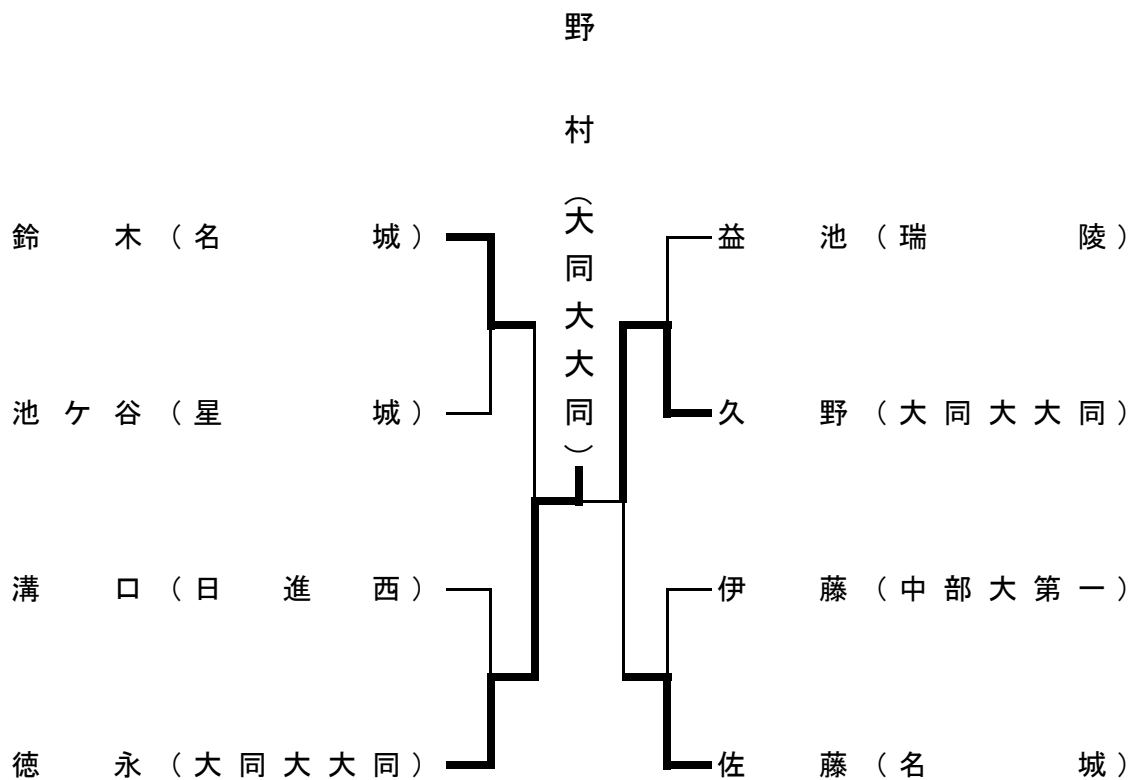 野村（大同大大同）
鈴木（名城）
池ケ谷（星城）
溝口（日進西）
徳永（大同大大同）
益池（瑞陵）
久野（大同大大同）
伊藤（中部大第一）
佐藤（名城）